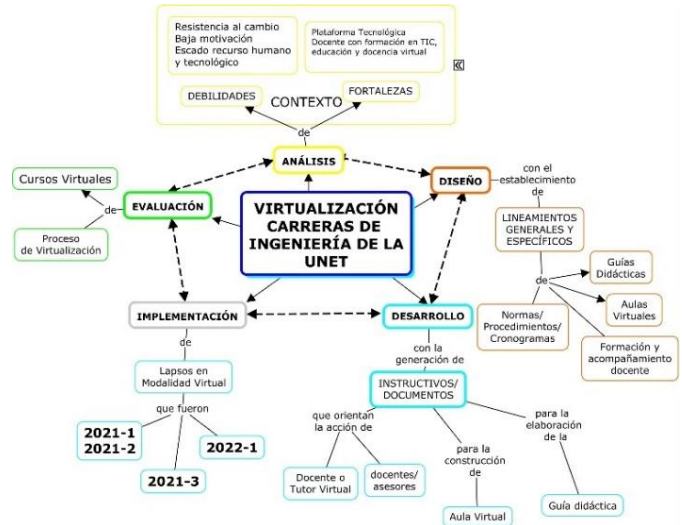 Resistencia al cambio
Baja motivación
Escado recurso humano
y tecnológico
Plataforma Tecnológica
Docente con formación en TIC,
educación y docencia virtual
DEBILIDADES
CONTEXTO
FORTALEZAS
de
ANÁLISIS
Cursos Virtuales
de
Proceso
de Virtualización
EVALUACIÓN
VIRTUALIZACIÓN
CARRERAS DE
INGENIERÍA DE LA
UNET
DISEÑO
con el
establecimiento
de
LINEAMIENTOS
GENERALES Y
ESPECÍFICOS
de
Guías
Didácticas
Aulas
Virtuales
Normas/
Procedimientos/
Cronogramas
Formación y
acompañamiento
docente
IMPLEMENTACIÓN
de
Lapsos en
Modalidad Virtual
que fueron
2021-1
2021-2
2022-1
2021-3
DESARROLLO
con la
generación de
INSTRUCTIVOS/
DOCUMENTOS
que orientan
la acción de
Docente o
Tutor Virtual
docentes/
asesores
para la
construcción
de
Aula Virtual
para la
elaboración
de la
Guía didáctica